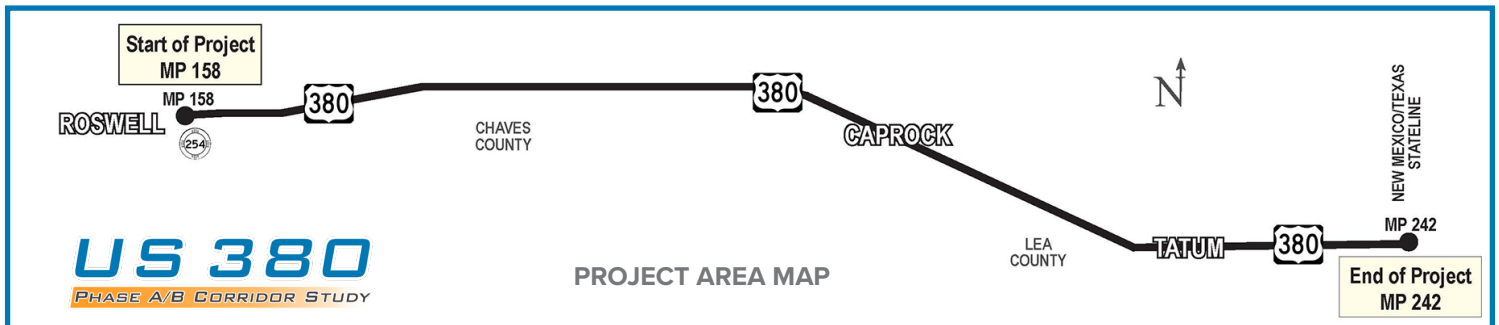 Start of Project
MP 158
MP 158
ROSWELL
254
380
CHAVES
COUNTY
380
CAPROCK
N
NEW MEXICO/TEXAS
STATELINE
LEA
COUNTY
TATUM
380
MP 242
End of Project
MP 242
US 380
PHASE A/B CORRIDOR STUDY
PROJECT AREA MAP